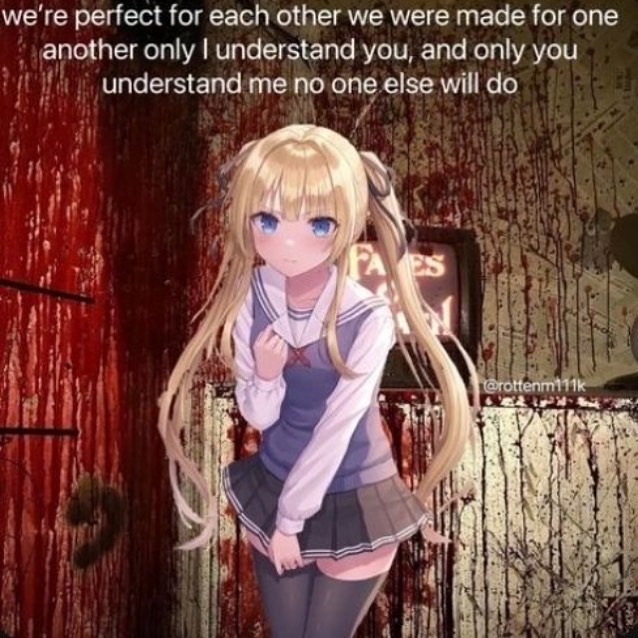 we're perfect for each other we were made for one
another only I understand you, and only you
understand me no one else will do
FACES
@rottenm111k